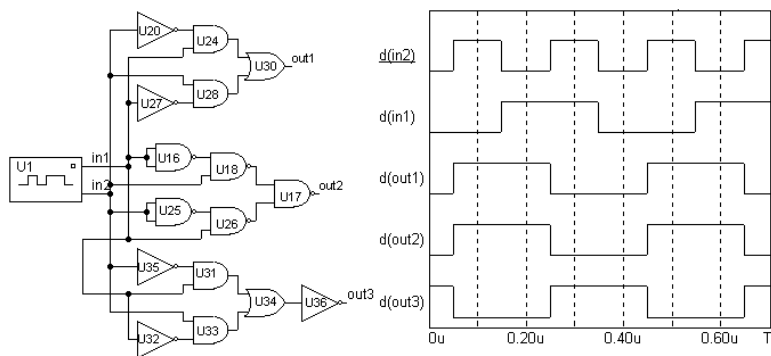 U20
U24
U30
out1
U27
U28
U1
in1
in2
U16
U18
U17
out2
U25
U26
U35
U31
U34
U36
out3
U32
U33
d(in2)
d(in1)
d(out1)
d(out2)
d(out3)
0u 0.20u 0.40u 0.60u T